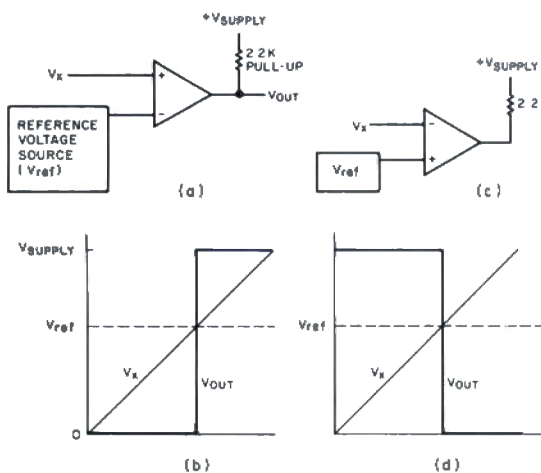 +VSUPPLY
2.2K
PULL-UP
Vx
+
-
VOUT
REFERENCE
VOLTAGE
SOURCE
(Vref)
(a)
+VSUPPLY
2.2
Vx
-
+
Vref
(c)
VSUPPLY
Vref
Vx
VOUT
0
(b)
Vref
Vx
VOUT
(d)